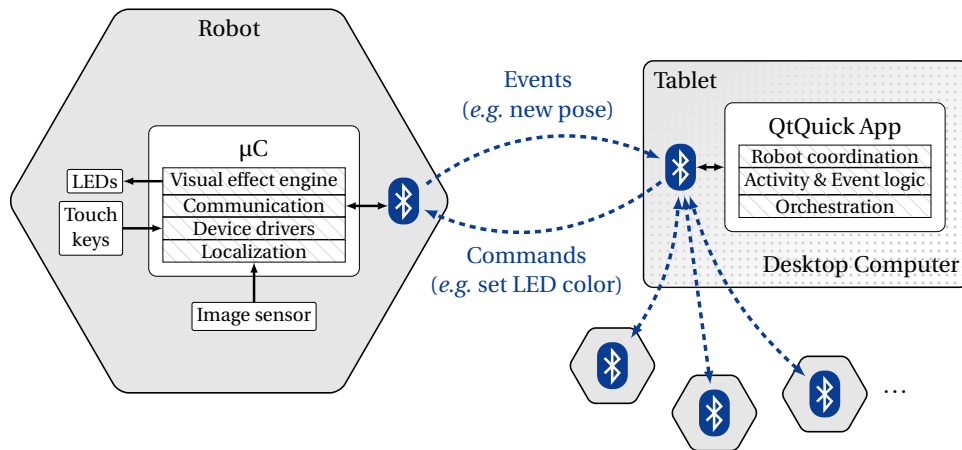 Robot
μC
Visual effect engine
Communication
Device drivers
Localization
LEDs
Touch
keys
Image sensor
Events
(e.g. new pose)
Commands
(e.g. set LED color)
Tablet
QtQuick App
Robot coordination
Activity & Event logic
Orchestration
Desktop Computer
...